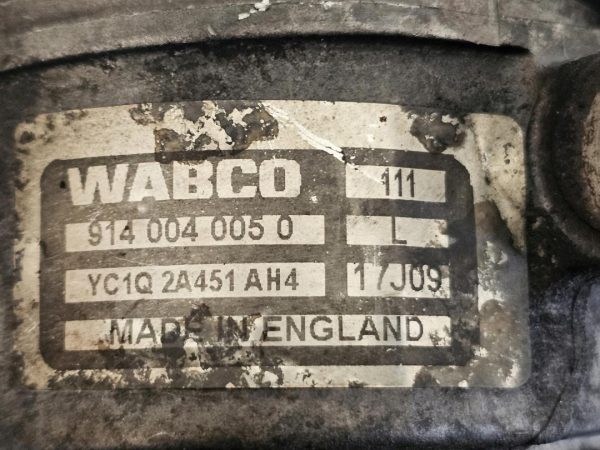 WABCO 111
914 004 005 0 L
YC1Q 2A451 AH4 17J09
MADE IN ENGLAND